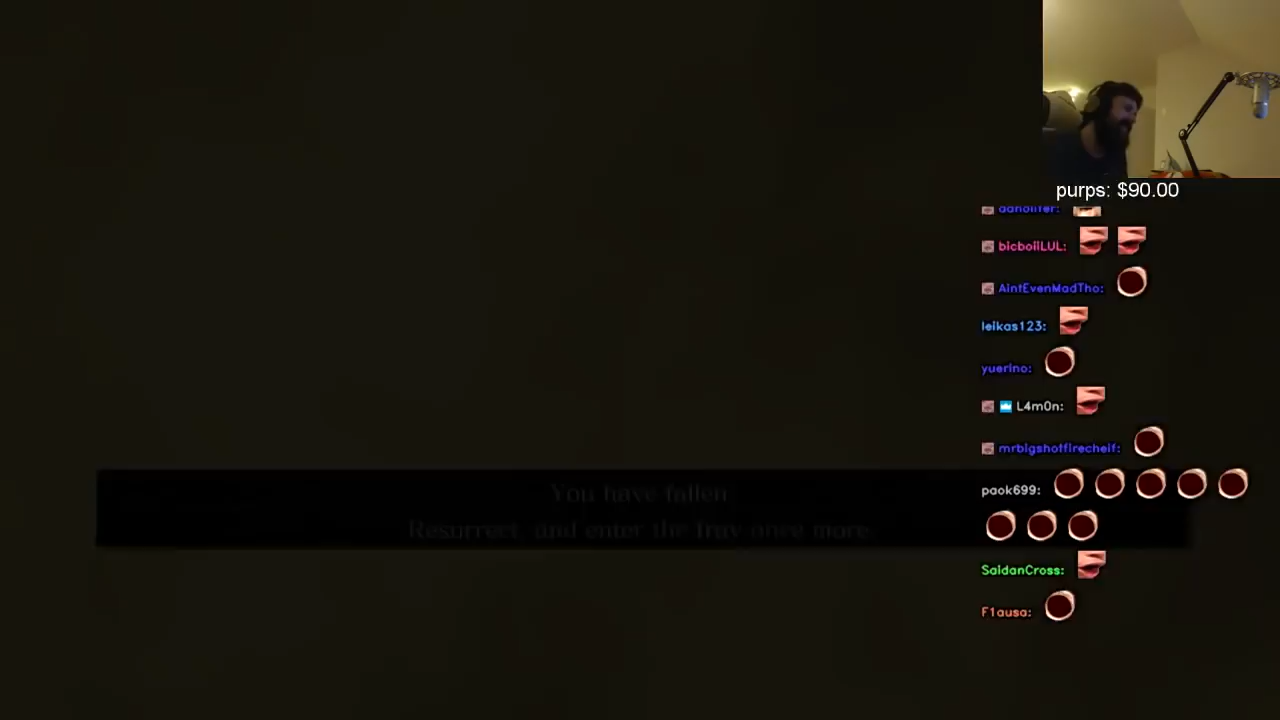 purps: $90.00
bicboiiLUL:
AintEvenMadTho:
leikas123:
yuerino:
L4m0n:
mrbigshotfirecheif:
paok699:
You have fallen.
Resurrect, and enter the fray once more.
SaldanCross:
F1ausa: